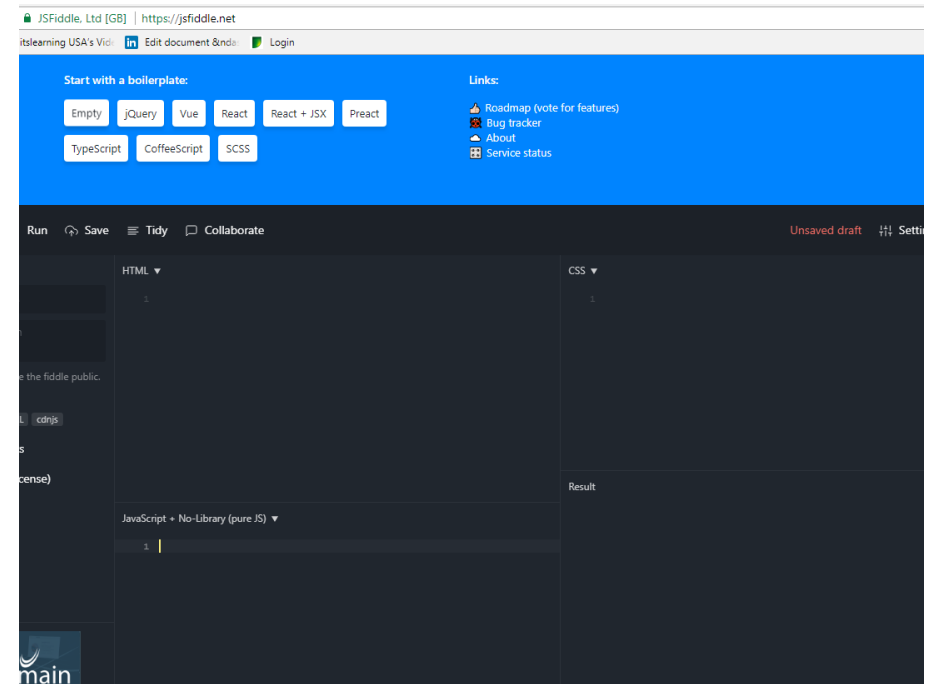 JSFiddle, Ltd [GB] | https://jsfiddle.net
itslearning USA's Vide in Edit document &nda Login
Start with a boilerplate: Links:
Empty jQuery Vue React React + JSX Preact
TypeScript CoffeeScript SCSS
Roadmap (vote for features)
Bug tracker
About
Service status
Run Save Tidy Collaborate Unsaved draft Settin
HTML ▼ CSS ▼
1 1
e the fiddle public.
L cdnjs
s
cense)
Result
JavaScript + No-Library (pure JS) ▼
1
main